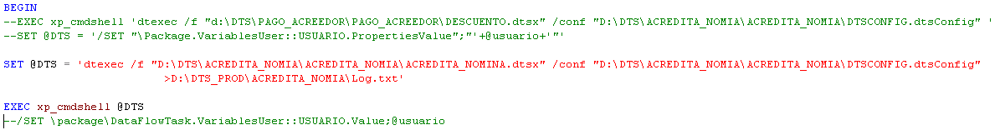 BEGIN
--EXEC xp_cmdshell 'dtexec /f "d:\DTS\PAGO_ACREEDOR\PAGO_ACREEDOR\DESCUENTO.dtsx" /conf "D:\DTS\ACREDITA_NOMIA\ACREDITA_NOMIA\DTSCONFIG.dtsConfig" '
--SET @DTS = '/SET "\Package.VariablesUser::USUARIO.PropertiesValue";"'+@usuario+'"'
SET @DTS = 'dtexec /f "D:\DTS\ACREDITA_NOMIA\ACREDITA_NOMIA\ACREDITA_NOMINA.dtsx" /conf "D:\DTS\ACREDITA_NOMIA\ACREDITA_NOMIA\DTSCONFIG.dtsConfig"
>D:\DTS_PROD\ACREDITA_NOMIA\Log.txt'
EXEC xp_cmdshell @DTS
--/SET \package\DataFlowTask.VariablesUser::USUARIO.Value;@usuario